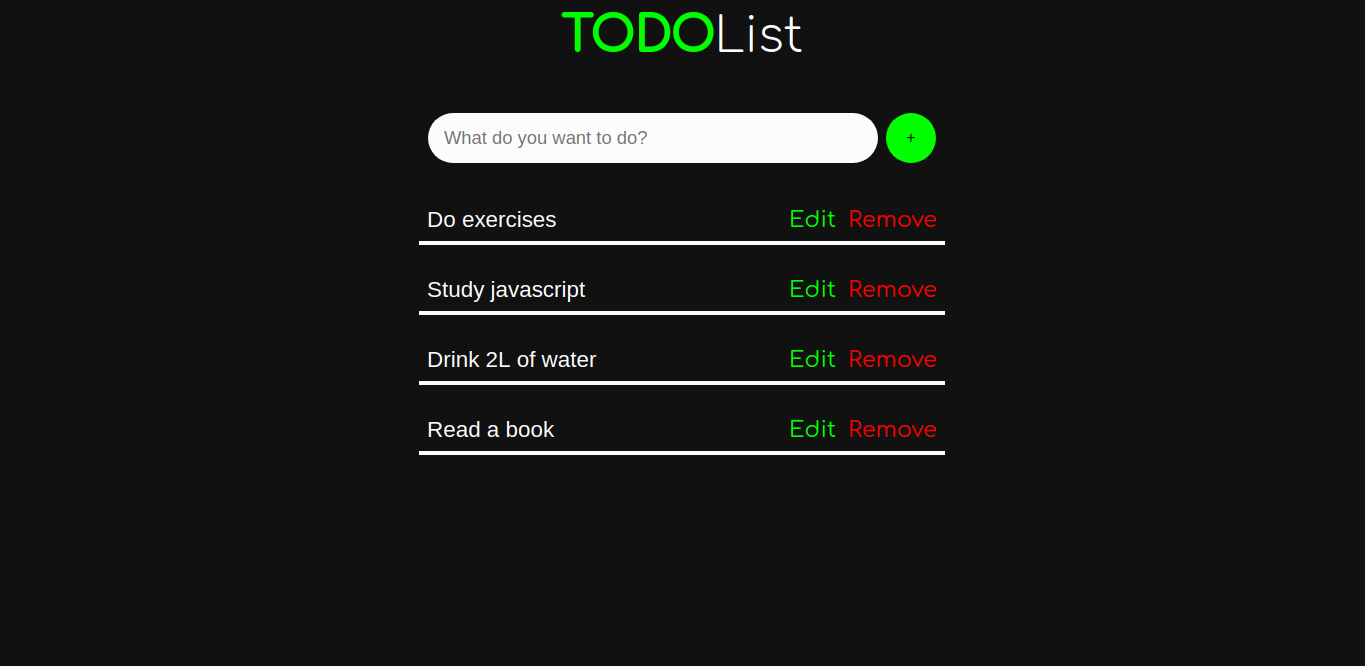 TODOList
What do you want to do? +
Do exercises Edit Remove
Study javascript Edit Remove
Drink 2L of water Edit Remove
Read a book Edit Remove